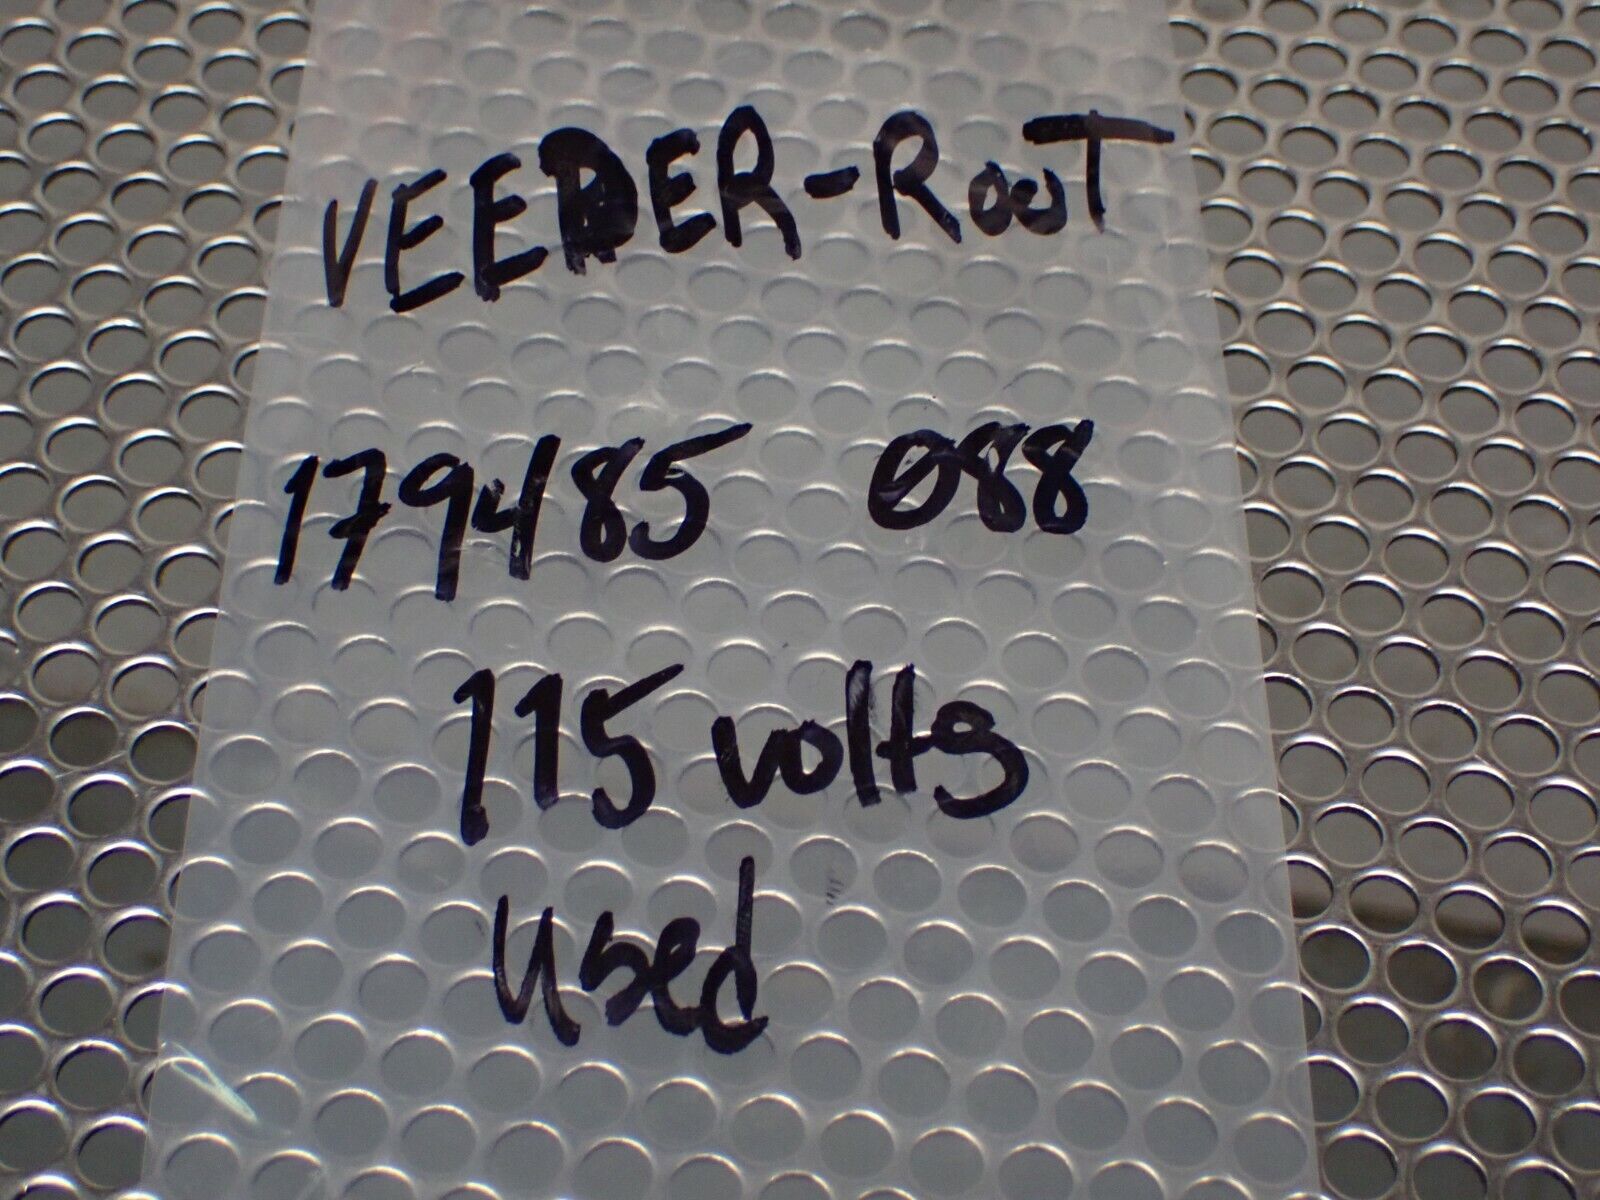 VEEDER-ROOT
179485 088
115 volts
used